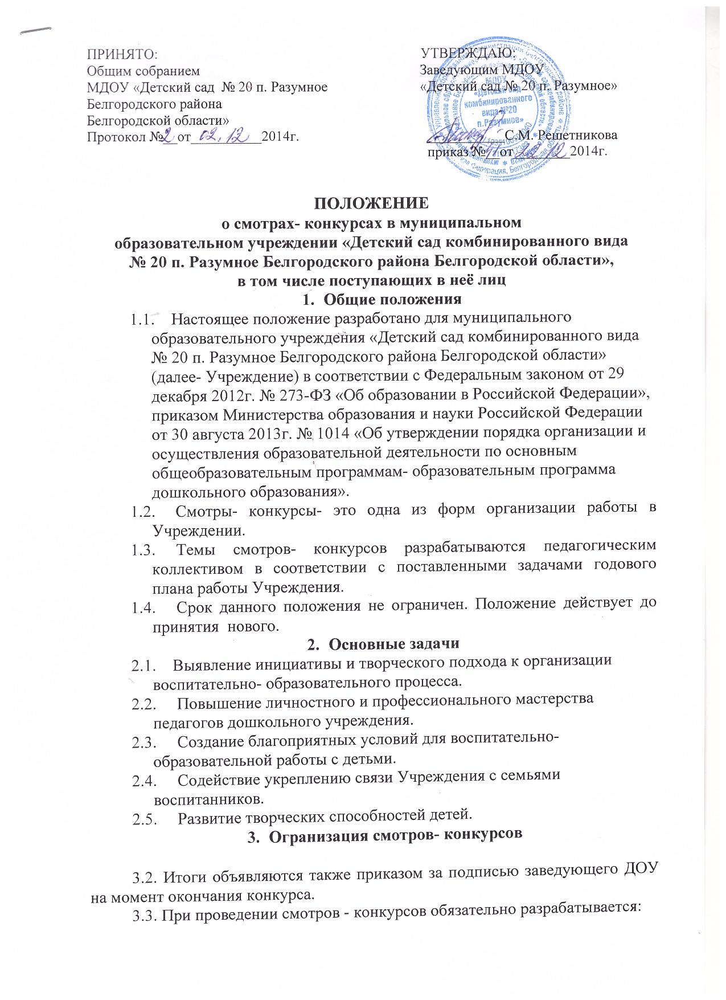 ПРИНЯТО:
Общим собранием
МДОУ «Детский сад № 20 п. Разумное
Белгородского района
Белгородской области»
Протокол № 2 от 02.12 2014г.
УТВЕРЖДАЮ:
Заведующим МДОУ
«Детский сад № 20 п. Разумное»
С.М. Решетникова
приказ № от 12 2014г.
МДОУ
«Детский сад
комбинированного
вида №20
п.Разумное»
ПОЛОЖЕНИЕ
о смотрах- конкурсах в муниципальном
образовательном учреждении «Детский сад комбинированного вида
№ 20 п. Разумное Белгородского района Белгородской области»,
в том числе поступающих в неё лиц
1. Общие положения
1.1. Настоящее положение разработано для муниципального
образовательного учреждения «Детский сад комбинированного вида
№ 20 п. Разумное Белгородского района Белгородской области»
(далее- Учреждение) в соответствии с Федеральным законом от 29
декабря 2012г. № 273-ФЗ «Об образовании в Российской Федерации»,
приказом Министерства образования и науки Российской Федерации
от 30 августа 2013г. № 1014 «Об утверждении порядка организации и
осуществления образовательной деятельности по основным
общеобразовательным программам- образовательным программа
дошкольного образования».
1.2. Смотры- конкурсы- это одна из форм организации работы в
Учреждении.
1.3. Темы смотров- конкурсов разрабатываются педагогическим
коллективом в соответствии с поставленными задачами годового
плана работы Учреждения.
1.4. Срок данного положения не ограничен. Положение действует до
принятия нового.
2. Основные задачи
2.1. Выявление инициативы и творческого подхода к организации
воспитательно- образовательного процесса.
2.2. Повышение личностного и профессионального мастерства
педагогов дошкольного учреждения.
2.3. Создание благоприятных условий для воспитательно-
образовательной работы с детьми.
2.4. Содействие укреплению связи Учреждения с семьями
воспитанников.
2.5. Развитие творческих способностей детей.
3. Огранизация смотров- конкурсов
3.2. Итоги объявляются также приказом за подписью заведующего ДОУ
на момент окончания конкурса.
3.3. При проведении смотров - конкурсов обязательно разрабатывается: